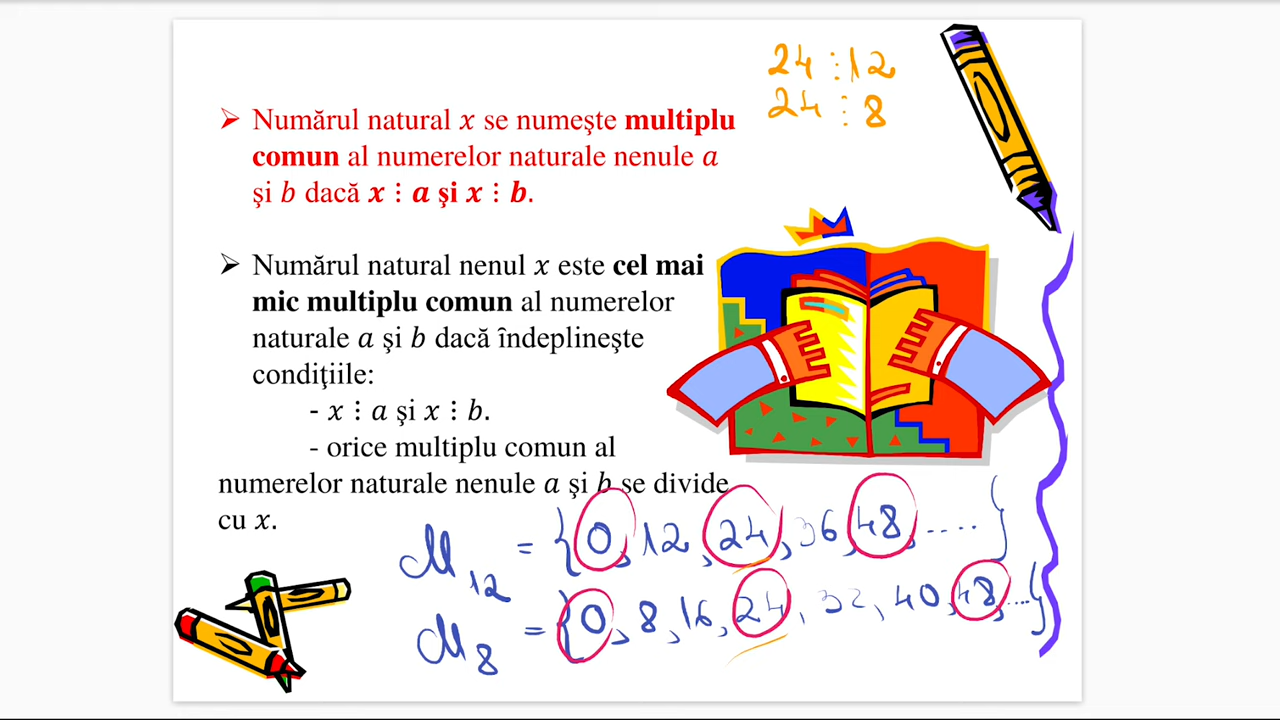 24 ⋮ 12
24 ⋮ 8
➢ Numărul natural x se numeşte multiplu
comun al numerelor naturale nenule a
şi b dacă x ⋮ a şi x ⋮ b.
➢ Numărul natural nenul x este cel mai
mic multiplu comun al numerelor
naturale a şi b dacă îndeplineşte
condiţiile:
- x ⋮ a şi x ⋮ b.
- orice multiplu comun al
numerelor naturale nenule a şi b se divide
cu x.
M₁₂ = {0, 12, 24, 36, 48, ....}
M₈ = {0, 8, 16, 24, 32, 40, 48, ....}